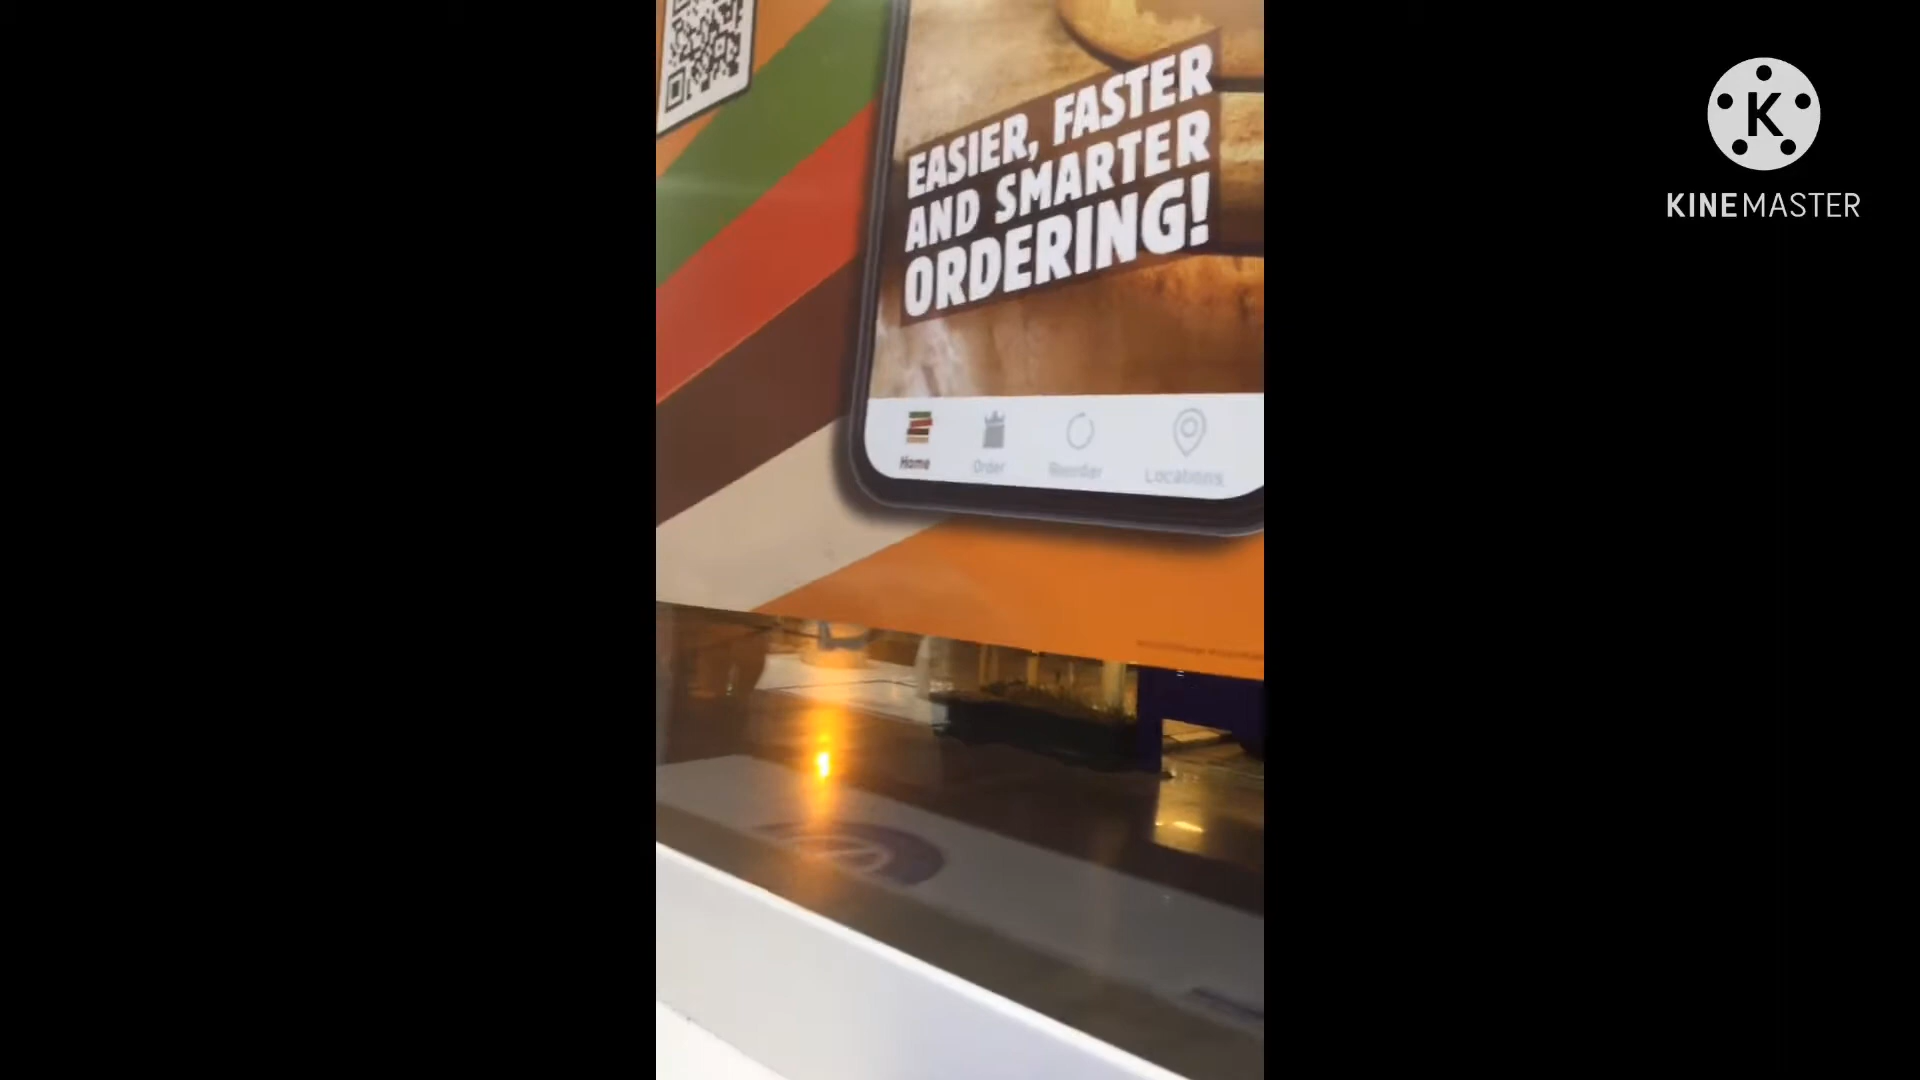 EASIER, FASTER
AND SMARTER
ORDERING!
Home
Order
Reorder
Locations
K
KINEMASTER